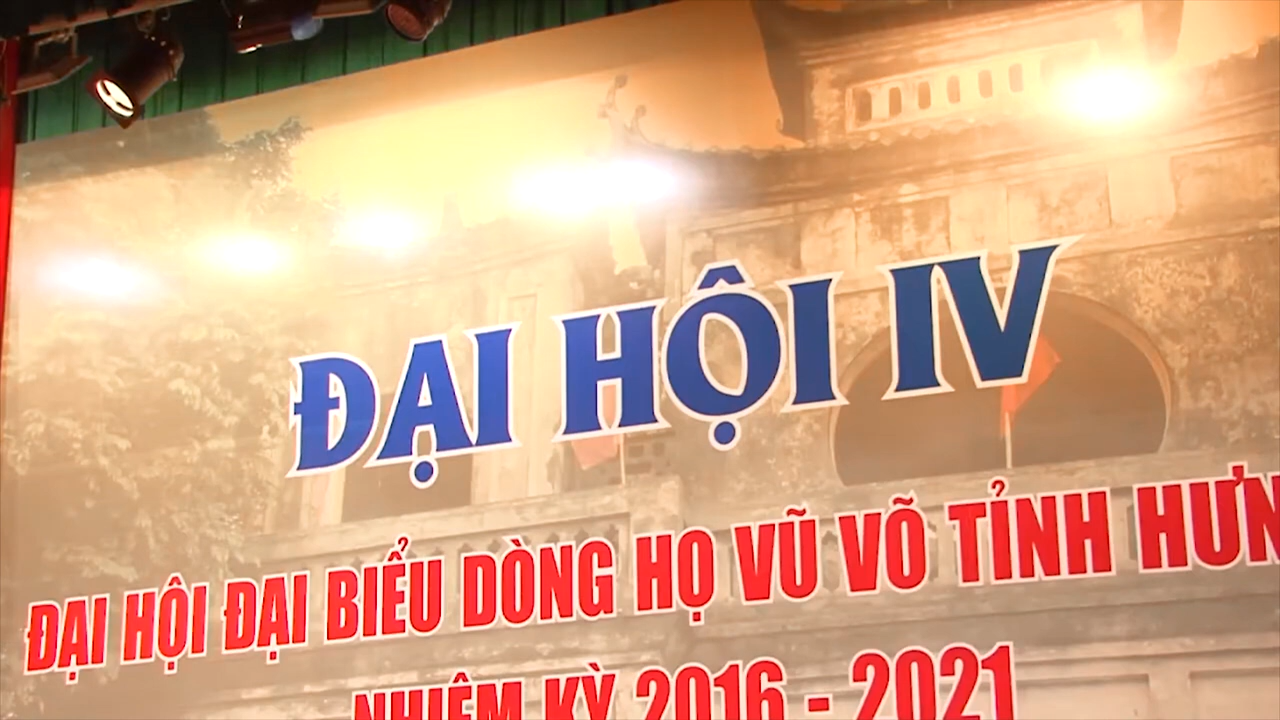 ĐẠI HỘI IV
ĐẠI HỘI ĐẠI BIỂU DÒNG HỌ VŨ VÕ TỈNH
NHIỆM KỲ 2016 - 2021